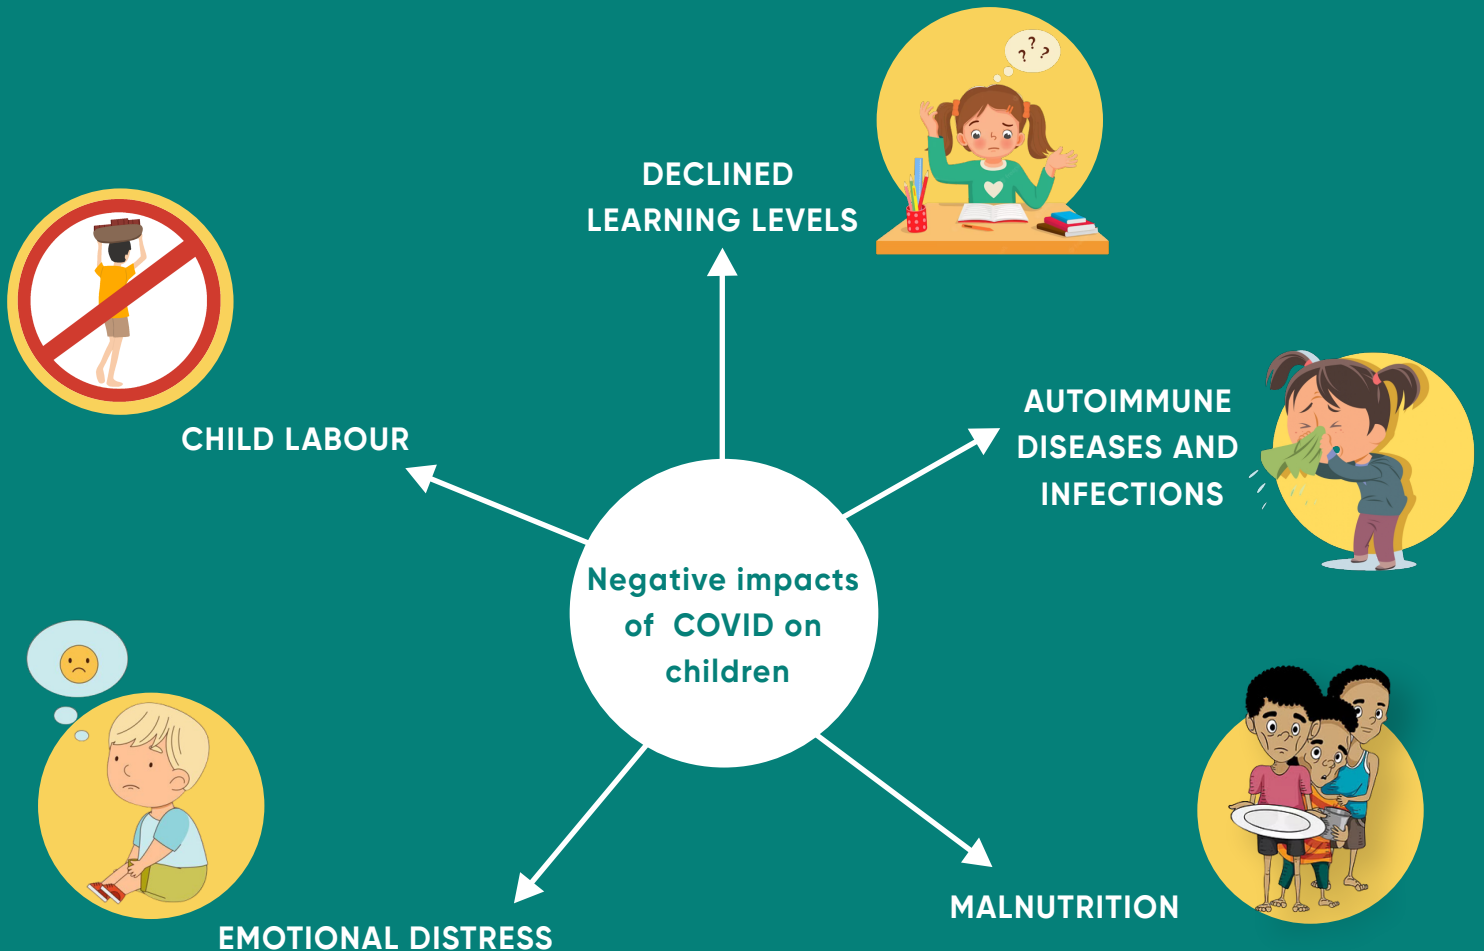 ? ? ?
DECLINED
LEARNING LEVELS
CHILD LABOUR
AUTOIMMUNE
DISEASES AND
INFECTIONS
Negative impacts
of COVID on
children
MALNUTRITION
EMOTIONAL DISTRESS